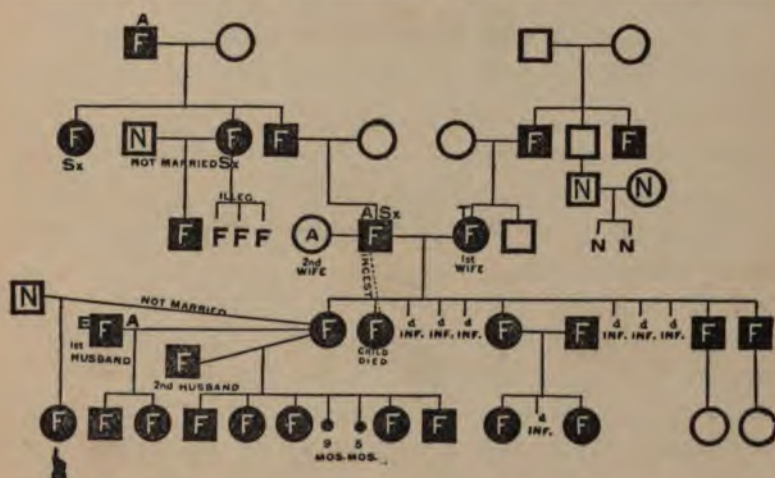 A
F
F N F F F F
Sx NOT MARRIED Sx
N N
ILLEG.
F F F F N N
A Sx T
A F F
2nd WIFE 1st WIFE
INCEST
N
NOT MARRIED
d d d d d d
E A F F INF. INF. INF. F F INF. INF. INF. F F
F CHILD DIED
1st HUSBAND
F
2nd HUSBAND
F F F F F F F F F d F
9 5 INF.
MOS. MOS.